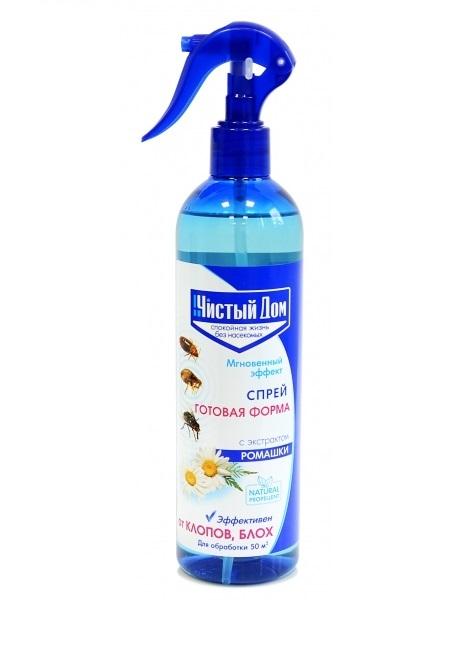 Чистый Дом
спокойная жизнь
без насекомых
Мгновенный
эффект
СПРЕЙ
ГОТОВАЯ ФОРМА
с экстрактом
РОМАШКИ
NATURAL
PROPELLENT
Эффективен
от КЛОПОВ, БЛОХ
Для обработки 50 м²